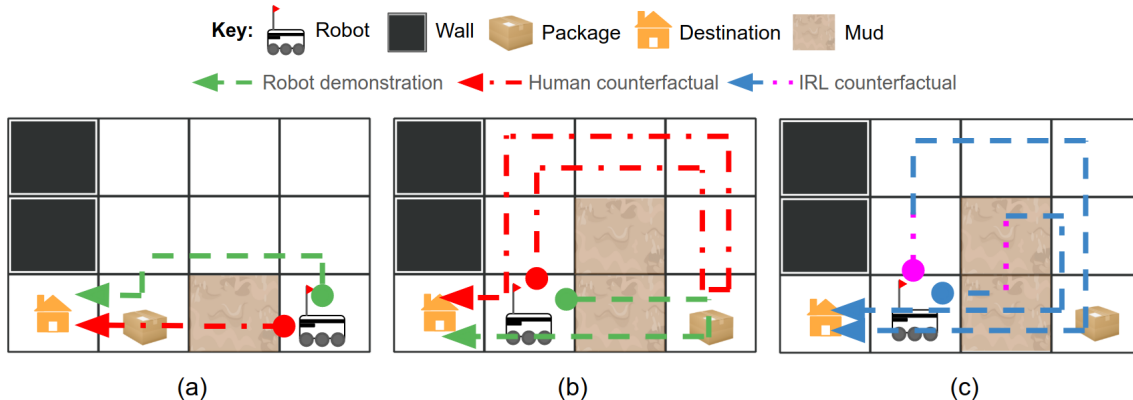 Key: Robot Wall Package Destination Mud
Robot demonstration Human counterfactual IRL counterfactual
(a) (b) (c)